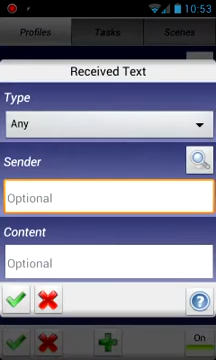 10:53
Profiles Tasks Scenes
Received Text
Type
Any
Sender
Optional
Content
Optional
On